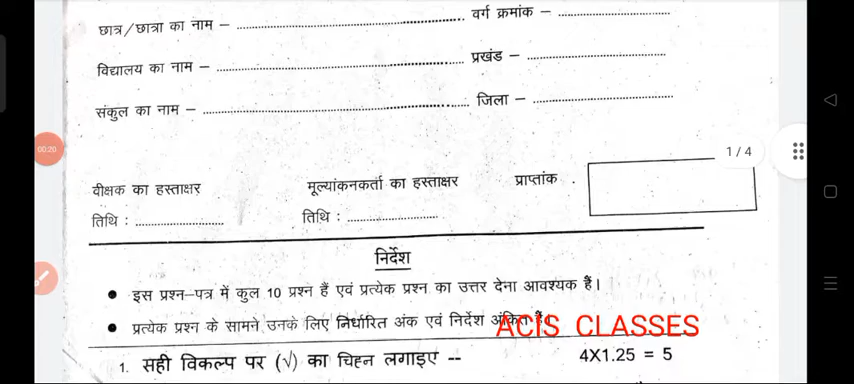 छात्र/छात्रा का नाम – ........................ वर्ग क्रमांक – ........................
विद्यालय का नाम – ........................ प्रखंड – ........................
संकुल का नाम – ........................ जिला – ........................
00:20
1 / 4
वीक्षक का हस्ताक्षर मूल्यांकनकर्ता का हस्ताक्षर प्राप्तांक
तिथि : ........................ तिथि : ........................
निर्देश
● इस प्रश्न-पत्र में कुल 10 प्रश्न हैं एवं प्रत्येक प्रश्न का उत्तर देना आवश्यक हैं।
● प्रत्येक प्रश्न के सामने उनके लिए निर्धारित अंक एवं निर्देश अंकित हैं।
ACIS CLASSES
1. सही विकल्प पर (√) का चिह्न लगाइए -- 4X1.25 = 5